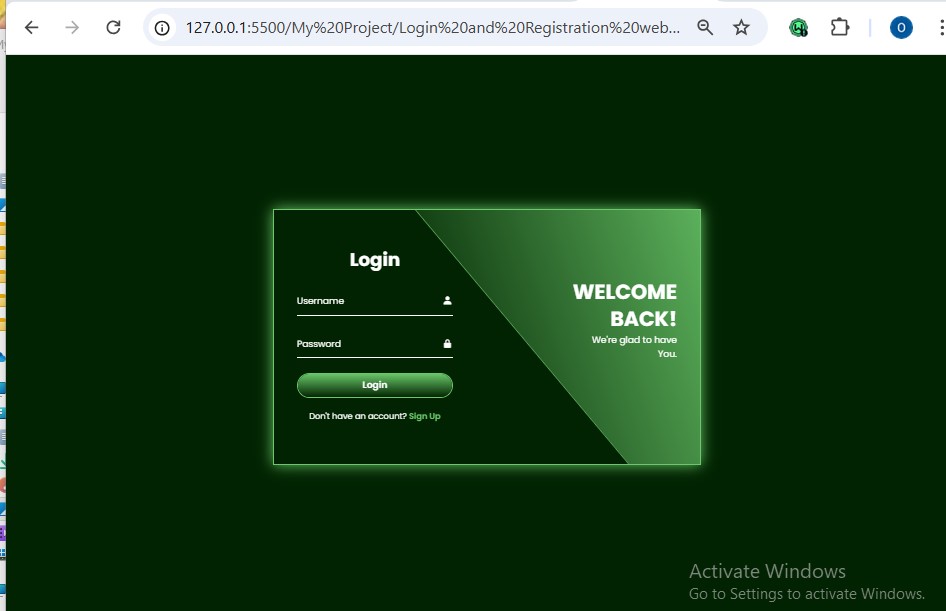 127.0.0.1:5500/My%20Project/Login%20and%20Registration%20web...
O
Login
Username
Password
Login
Don't have an account? Sign Up
WELCOME
BACK!
We're glad to have
You.
Activate Windows
Go to Settings to activate Windows.